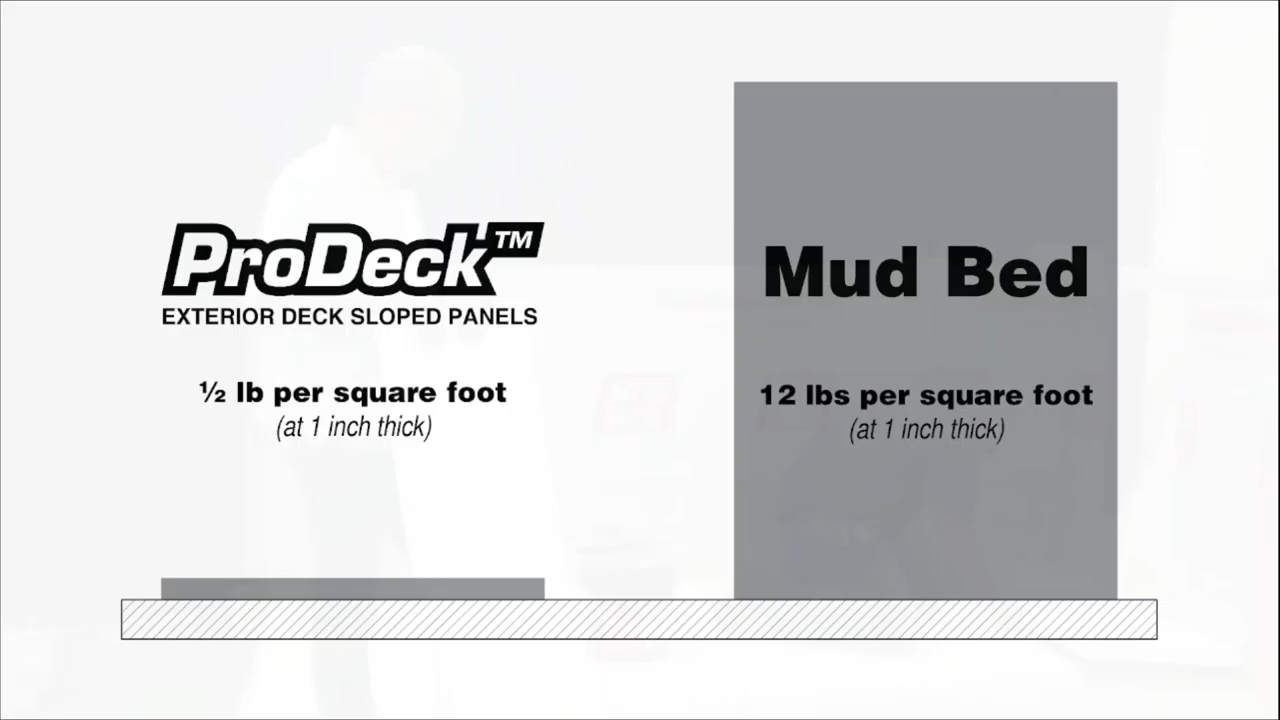 ProDeck™
EXTERIOR DECK SLOPED PANELS
½ lb per square foot
(at 1 inch thick)
Mud Bed
12 lbs per square foot
(at 1 inch thick)